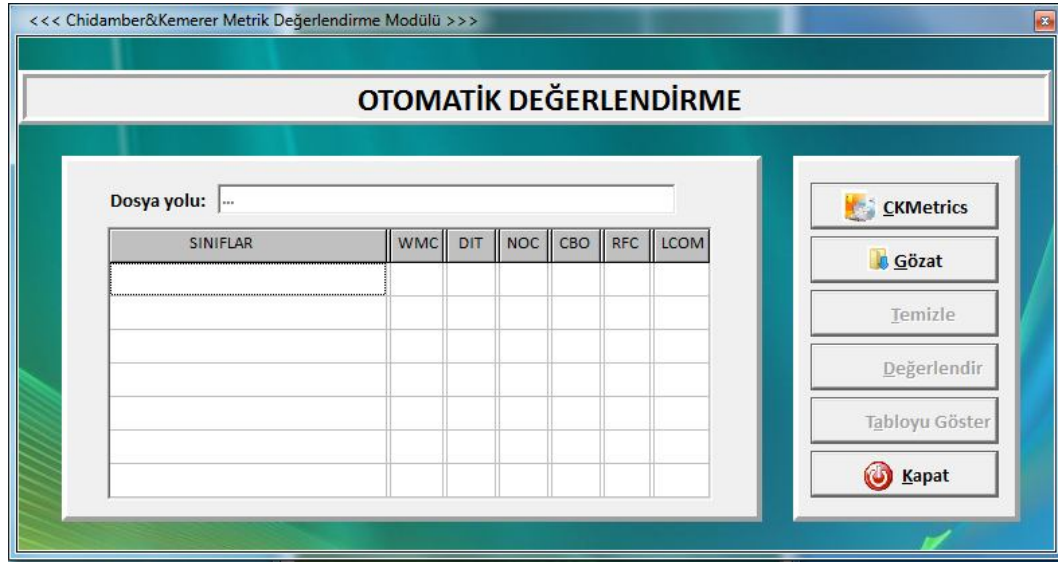 <<< Chidamber&Kemerer Metrik Değerlendirme Modülü >>>
OTOMATİK DEĞERLENDİRME
Dosya yolu: ...
SINIFLAR WMC DIT NOC CBO RFC LCOM
CKMetrics
Gözat
Temizle
Değerlendir
Tabloyu Göster
Kapat